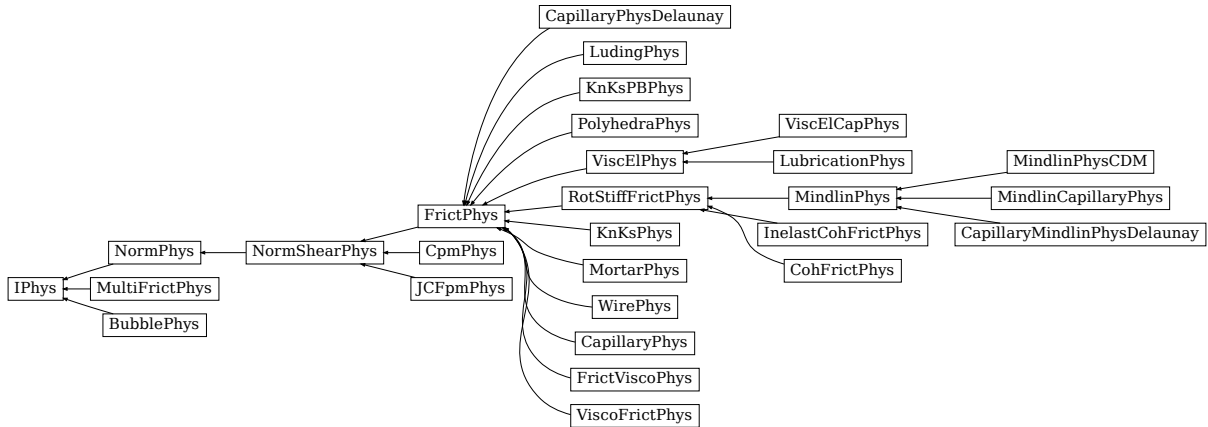 CapillaryPhysDelaunay
LudingPhys
KnKsPBPhys
PolyhedraPhys
ViscElCapPhys
ViscElPhys
LubricationPhys
MindlinPhysCDM
RotStiffFrictPhys
MindlinPhys
MindlinCapillaryPhys
FrictPhys
KnKsPhys
InelastCohFrictPhys
CapillaryMindlinPhysDelaunay
NormPhys
NormShearPhys
CpmPhys
MortarPhys
CohFrictPhys
IPhys
MultiFrictPhys
JCFpmPhys
WirePhys
BubblePhys
CapillaryPhys
FrictViscoPhys
ViscoFrictPhys